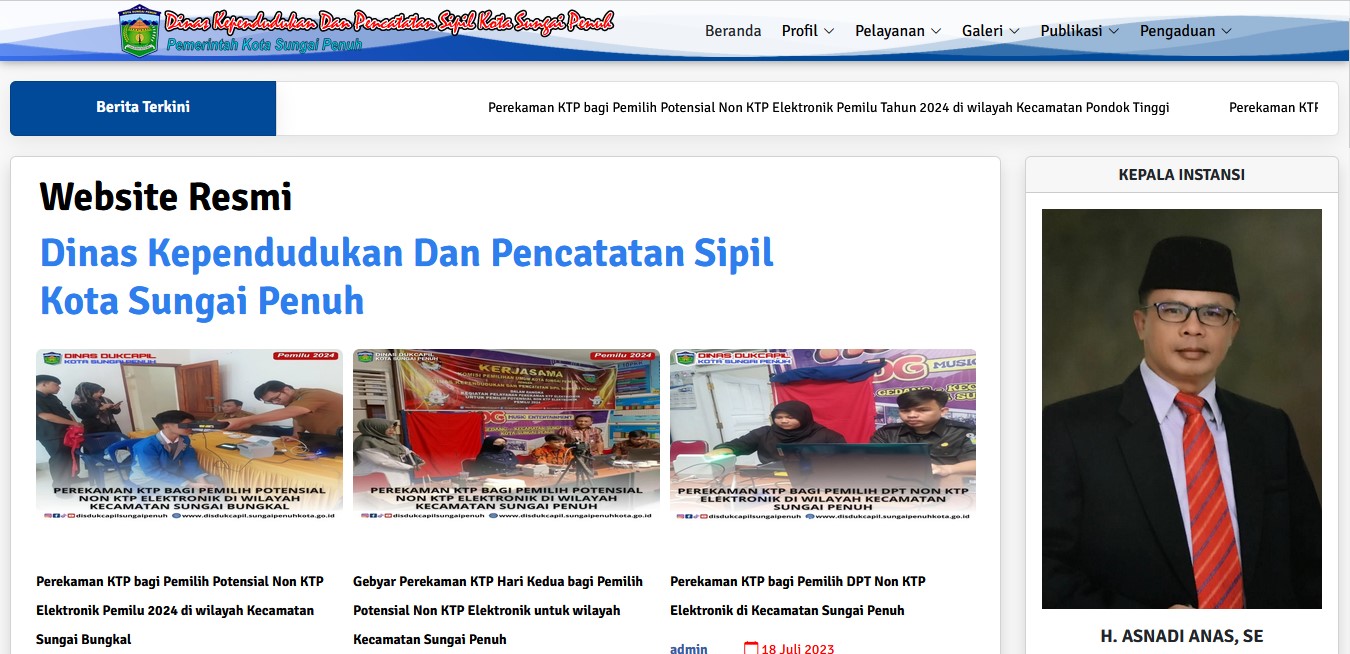 Dinas Kependudukan Dan Pencatatan Sipil Kota Sungai Penuh
Pemerintah Kota Sungai Penuh
Beranda
Profil
Pelayanan
Galeri
Publikasi
Pengaduan
Berita Terkini
Perekaman KTP bagi Pemilih Potensial Non KTP Elektronik Pemilu Tahun 2024 di wilayah Kecamatan Pondok Tinggi
Perekaman KTP
Website Resmi
Dinas Kependudukan Dan Pencatatan Sipil
Kota Sungai Penuh
DINAS DUKCAPIL
KOTA SUNGAI PENUH
Pemilu 2024
PEREKAMAN KTP BAGI PEMILIH POTENSIAL
NON KTP ELEKTRONIK DI WILAYAH
KECAMATAN SUNGAI BUNGKAL
disdukcapilsungaipenuh
www.disdukcapil.sungaipenuhkota.go.id
DINAS DUKCAPIL
KOTA SUNGAI PENUH
Pemilu 2024
KERJASAMA
MUSIC ENTERTAINMENT
PEREKAMAN KTP BAGI PEMILIH POTENSIAL
NON KTP ELEKTRONIK DI WILAYAH
KECAMATAN SUNGAI PENUH
disdukcapilsungaipenuh
www.disdukcapil.sungaipenuhkota.go.id
DINAS DUKCAPIL
KOTA SUNGAI PENUH
MUSIC
PEREKAMAN KTP BAGI PEMILIH DPT NON KTP
ELEKTRONIK DI WILAYAH KECAMATAN
SUNGAI PENUH
disdukcapilsungaipenuh
www.disdukcapil.sungaipenuhkota.go.id
Perekaman KTP bagi Pemilih Potensial Non KTP
Elektronik Pemilu 2024 di wilayah Kecamatan
Sungai Bungkal
Gebyar Perekaman KTP Hari Kedua bagi Pemilih
Potensial Non KTP Elektronik untuk wilayah
Kecamatan Sungai Penuh
Perekaman KTP bagi Pemilih DPT Non KTP
Elektronik di Kecamatan Sungai Penuh
admin
18 Juli 2023
KEPALA INSTANSI
H. ASNADI ANAS, SE